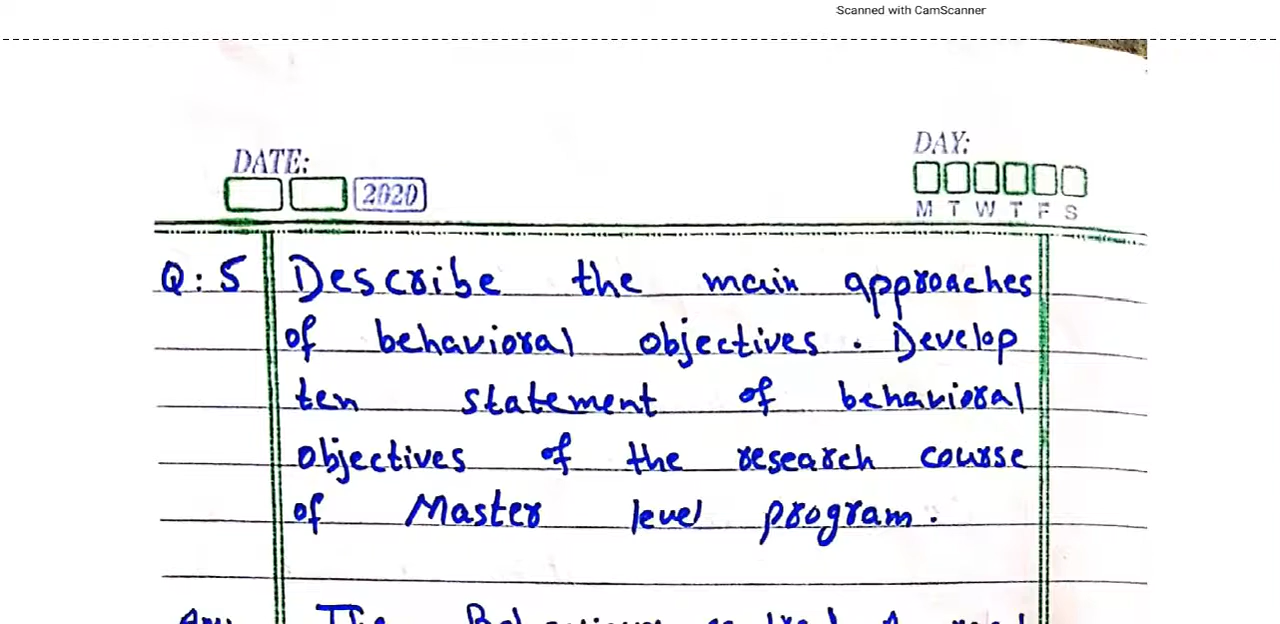 Scanned with CamScanner
DATE:
2020
DAY:
M T W T F S
Q : 5 Describe the main approaches
of behavioral objectives . Develop
ten statement of behavioral
objectives of the research course
of Master level program .
The